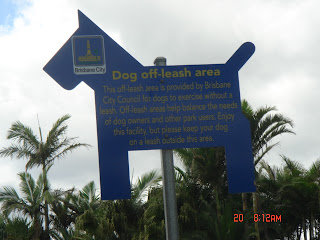 Brisbane City
Dog off-leash area
This off-leash area is provided by Brisbane
City Council for dogs to exercise without a
leash. Off-leash areas help balance the needs
of dog owners and other park users. Enjoy
this facility, but please keep your dog
on a leash outside this area.
20 8:12AM